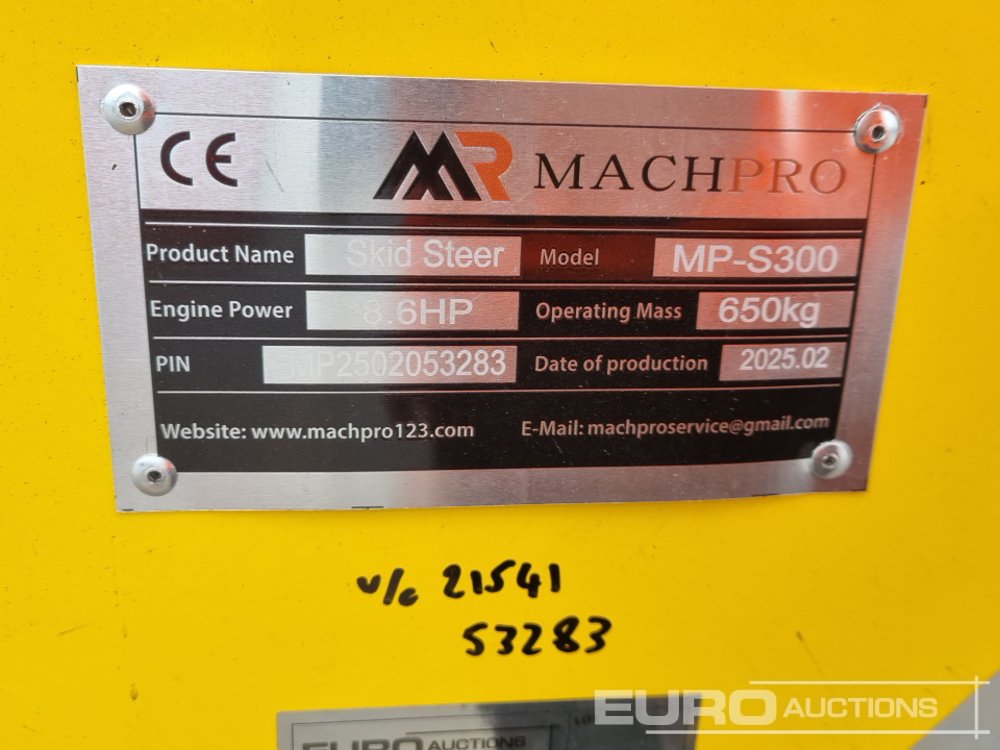 CE MR MACHPRO
Product Name Skid Steer Model MP-S300
Engine Power 8.6HP Operating Mass 650kg
PIN MP2502053283 Date of production 2025.02
Website: www.machpro123.com E-Mail: machproservice@gmail.com
v/c 21541
53283
EURO AUCTIONS
EURO AUCTIONS